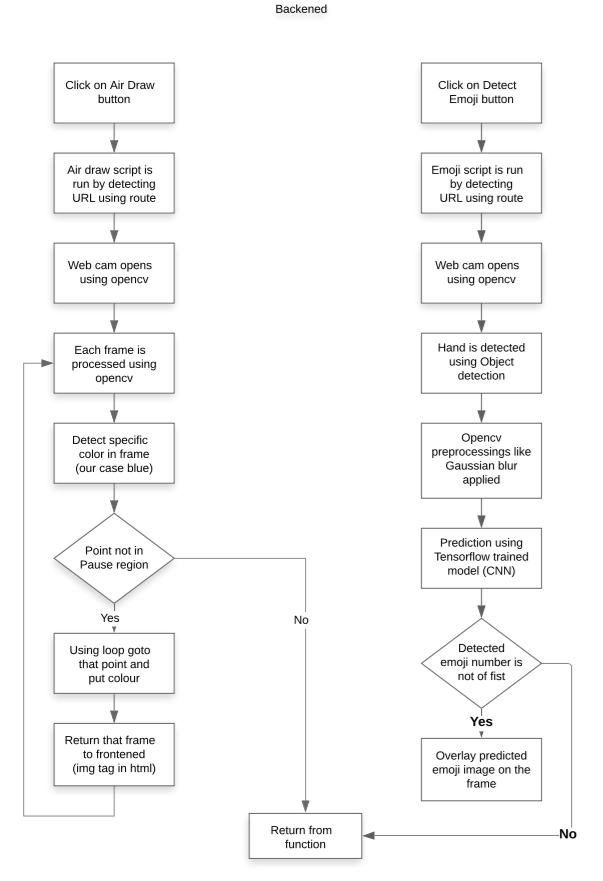 Backened
Click on Air Draw
button
Air draw script is
run by detecting
URL using route
Web cam opens
using opencv
Each frame is
processed using
opencv
Detect specific
color in frame
(our case blue)
Point not in
Pause region
Yes
No
Using loop goto
that point and
put colour
Return that frame
to frontened
(img tag in html)
Click on Detect
Emoji button
Emoji script is run
by detecting
URL using route
Web cam opens
using opencv
Hand is detected
using Object
detection
Opencv
preprocessings like
Gaussian blur
applied
Prediction using
Tensorflow trained
model (CNN)
Detected
emoji number is
not of fist
Yes
Overlay predicted
emoji image on the
frame
No
Return from
function